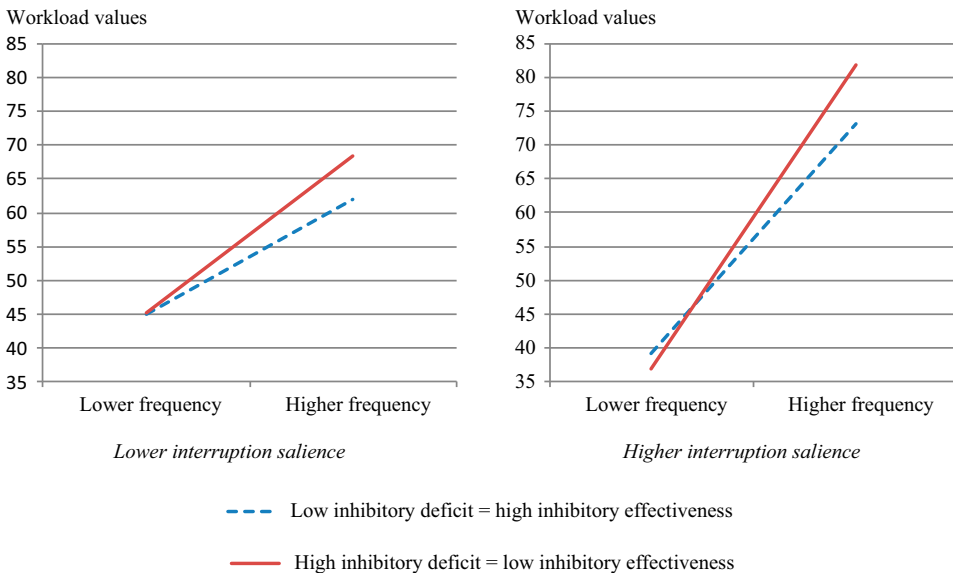 Workload values
85
80
75
70
65
60
55
50
45
40
35
Lower frequency Higher frequency
Lower interruption salience
Workload values
85
80
75
70
65
60
55
50
45
40
35
Lower frequency Higher frequency
Higher interruption salience
Low inhibitory deficit = high inhibitory effectiveness
High inhibitory deficit = low inhibitory effectiveness